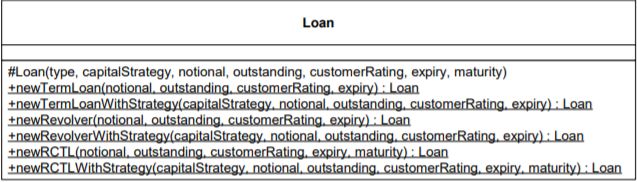 Loan
#Loan(type, capitalStrategy, notional, outstanding, customerRating, expiry, maturity)
+newTermLoan(notional, outstanding, customerRating, expiry) : Loan
+newTermLoanWithStrategy(capitalStrategy, notional, outstanding, customerRating, expiry) : Loan
+newRevolver(notional, outstanding, customerRating, expiry) : Loan
+newRevolverWithStrategy(capitalStrategy, notional, outstanding, customerRating, expiry) : Loan
+newRCTL(notional, outstanding, customerRating, expiry, maturity) : Loan
+newRCTLWithStrategy(capitalStrategy, notional, outstanding, customerRating, expiry, maturity) : Loan